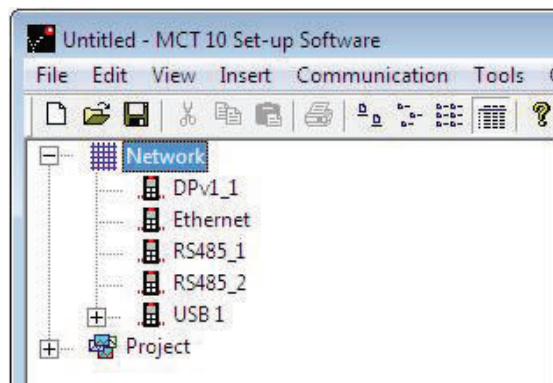 Untitled - MCT 10 Set-up Software
File Edit View Insert Communication Tools
Network
DPv1_1
Ethernet
RS485_1
RS485_2
USB 1
Project